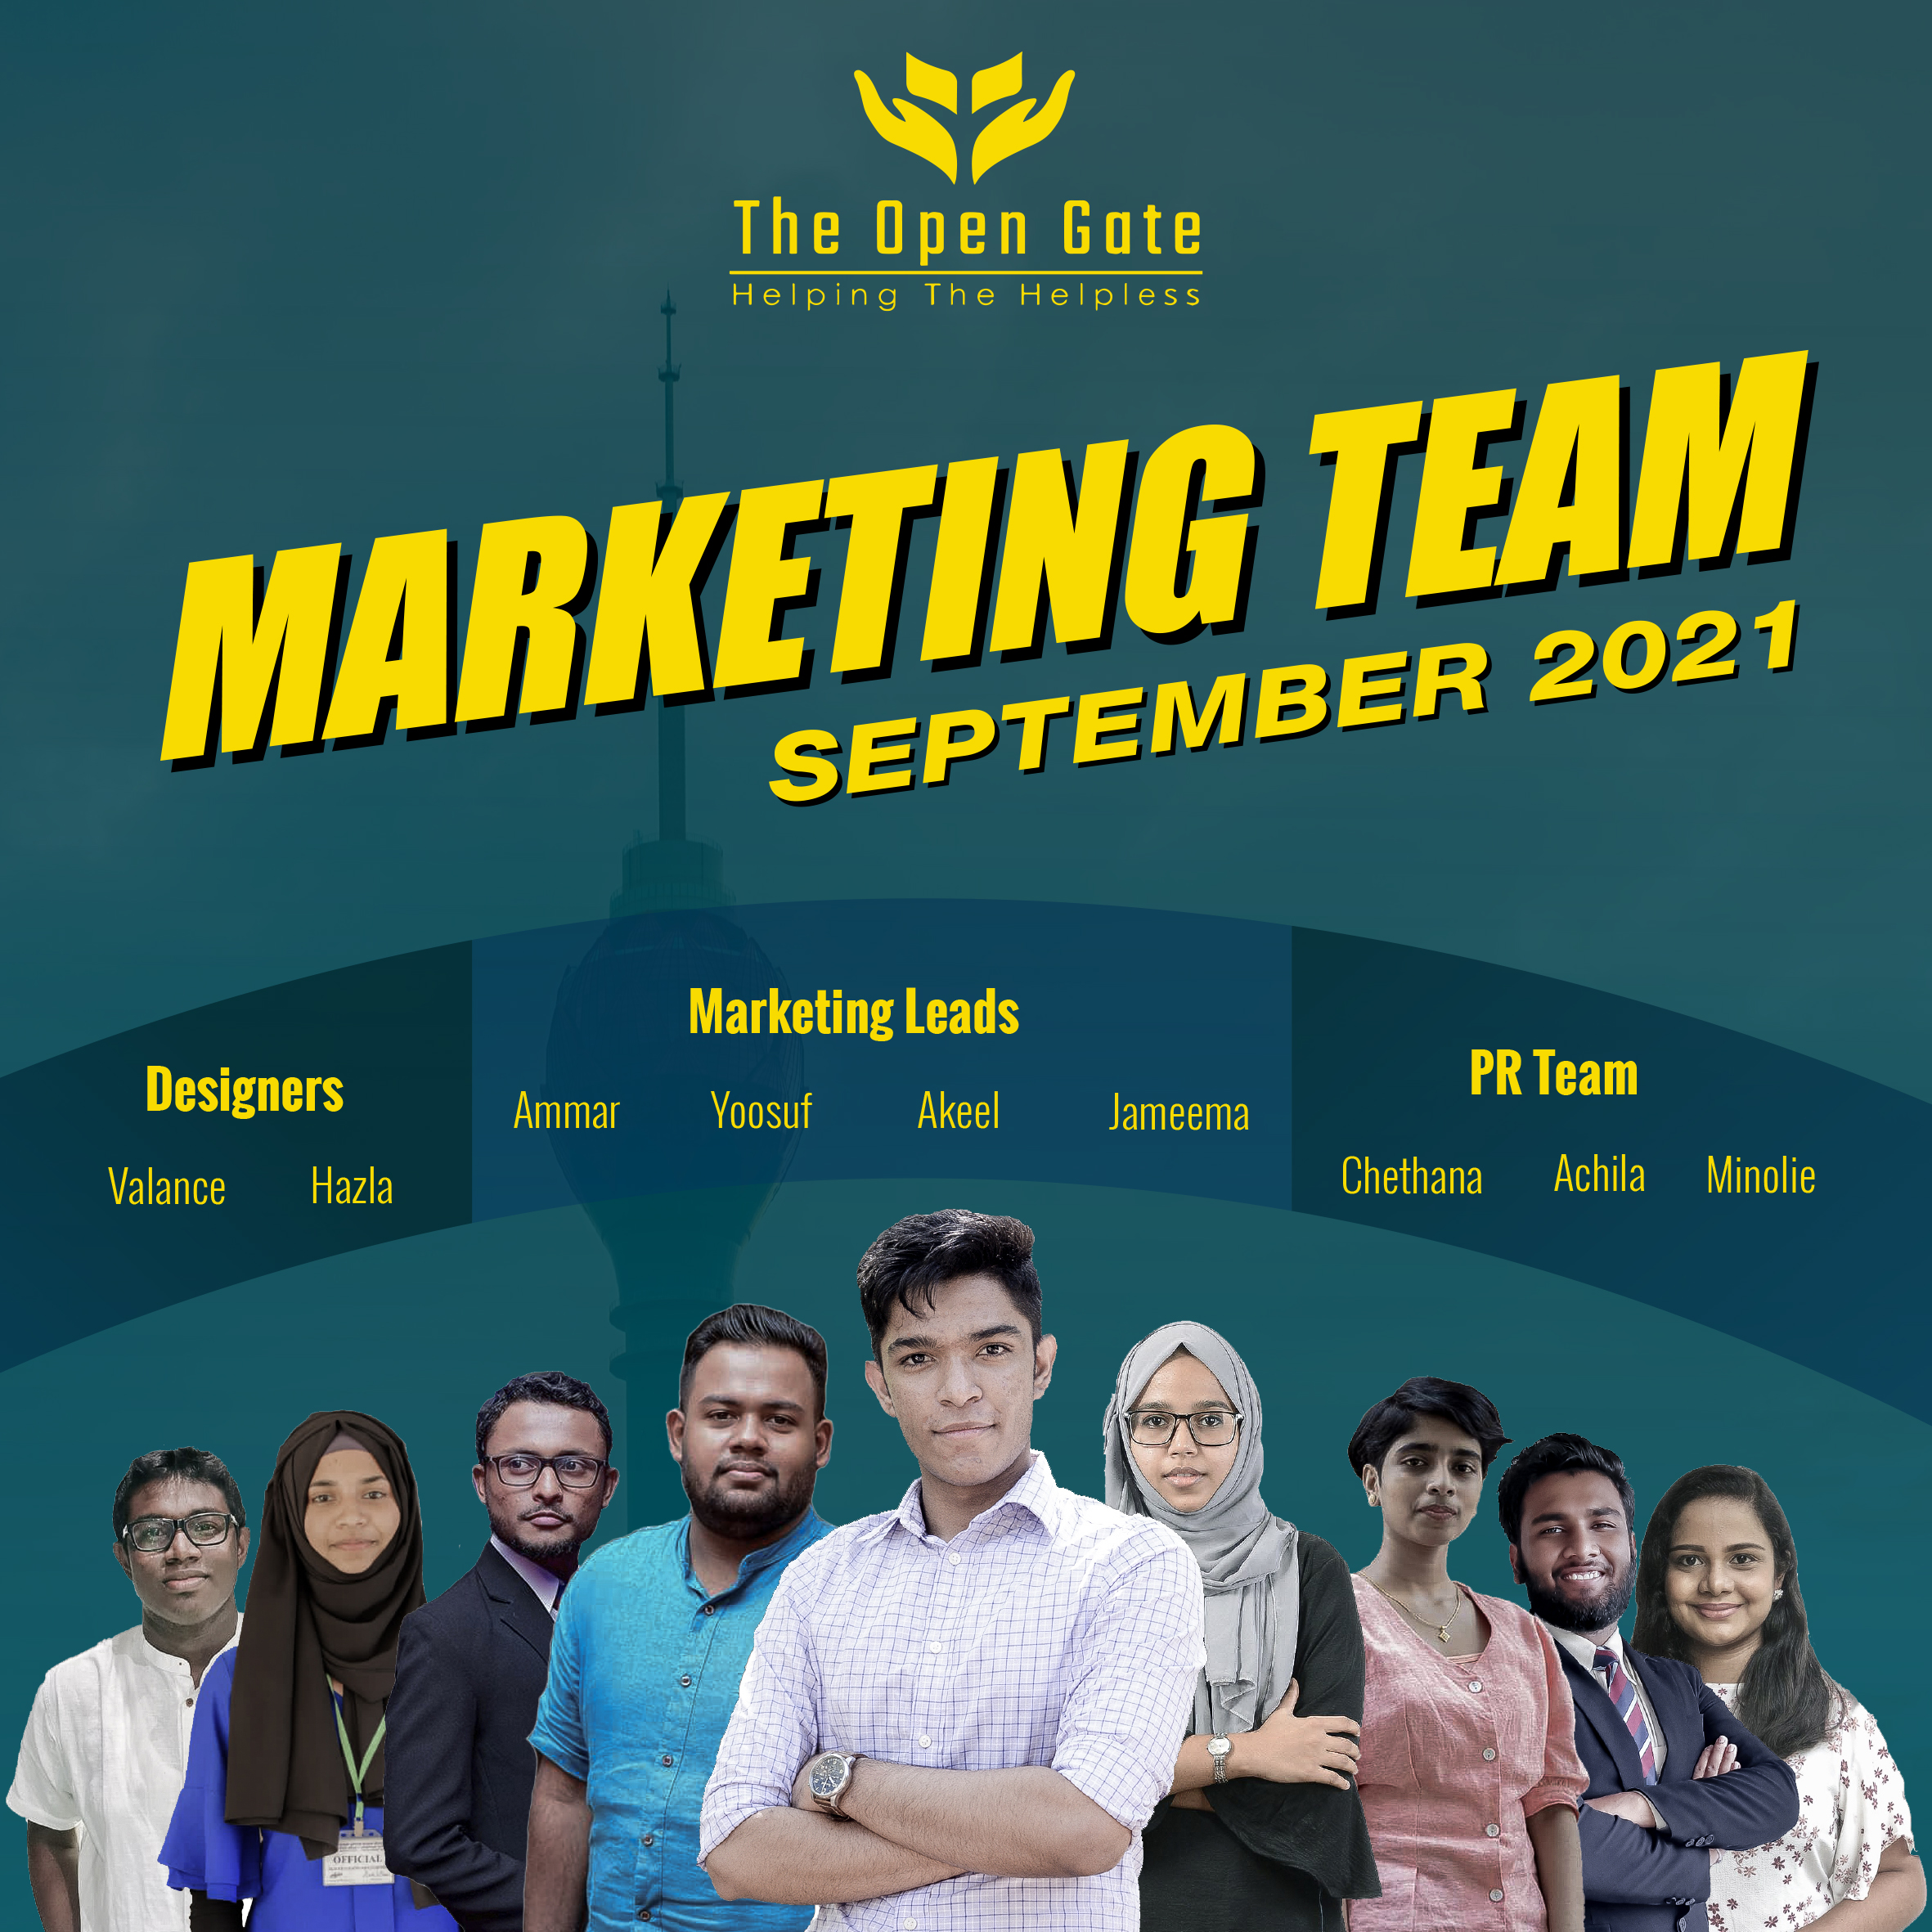 The Open Gate
Helping The Helpless
MARKETING TEAM
SEPTEMBER 2021
Designers
Valance Hazla
Marketing Leads
Ammar Yoosuf Akeel Jameema
PR Team
Chethana Achila Minolie
OFFICIAL